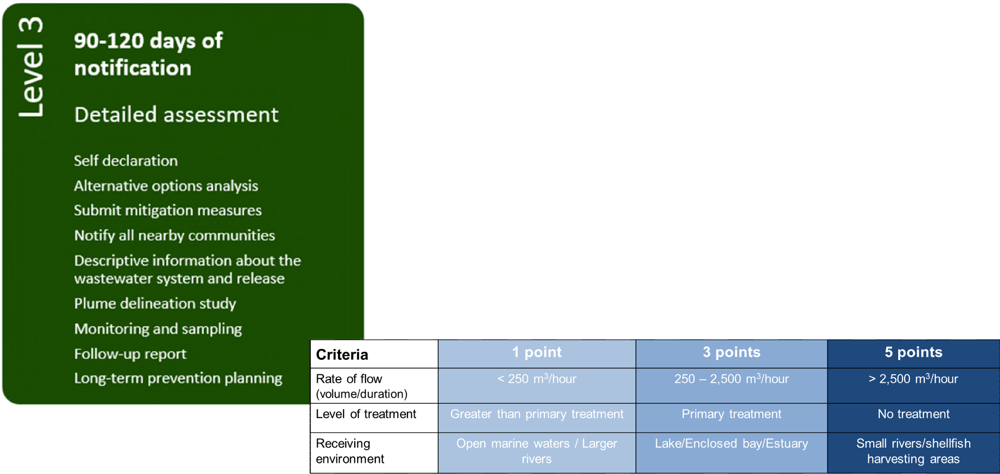 Level 3
90-120 days of
notification
Detailed assessment
Self declaration
Alternative options analysis
Submit mitigation measures
Notify all nearby communities
Descriptive information about the
wastewater system and release
Plume delineation study
Monitoring and sampling
Follow-up report
Long-term prevention planning
Criteria
1 point
3 points
5 points
Rate of flow
(volume/duration)
< 250 m³/hour
250 – 2,500 m³/hour
> 2,500 m³/hour
Level of treatment
Greater than primary treatment
Primary treatment
No treatment
Receiving
environment
Open marine waters / Larger
rivers
Lake/Enclosed bay/Estuary
Small rivers/shellfish
harvesting areas